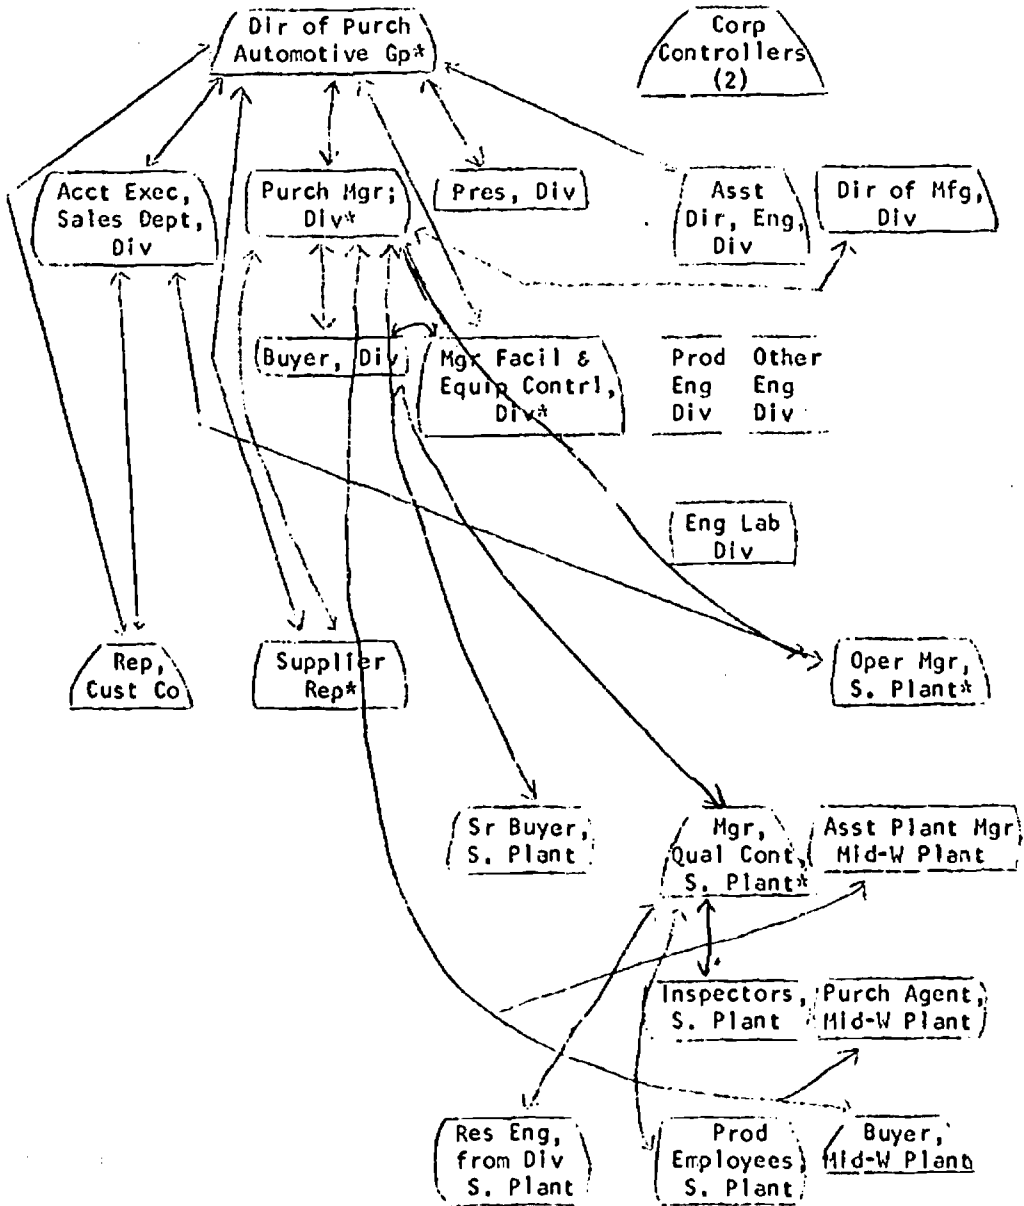 Dir of Purch
Automotive Gp*
Corp
Controllers
(2)
Acct Exec,
Sales Dept,
Div
Purch Mgr;
Div*
Pres, Div
Asst
Dir, Eng,
Div
Dir of Mfg,
Div
Buyer, Div
Mgr Facil &
Equip Contrl,
Div*
Prod
Eng
Div
Other
Eng
Div
Eng Lab
Div
Rep,
Cust Co
Supplier
Rep*
Oper Mgr,
S. Plant*
Sr Buyer,
S. Plant
Mgr,
Qual Cont,
S. Plant*
Asst Plant Mgr
Mid-W Plant
Inspectors,
S. Plant
Purch Agent,
Mid-W Plant
Res Eng,
from Div
S. Plant
Prod
Employees,
S. Plant
Buyer,
Mid-W Plant